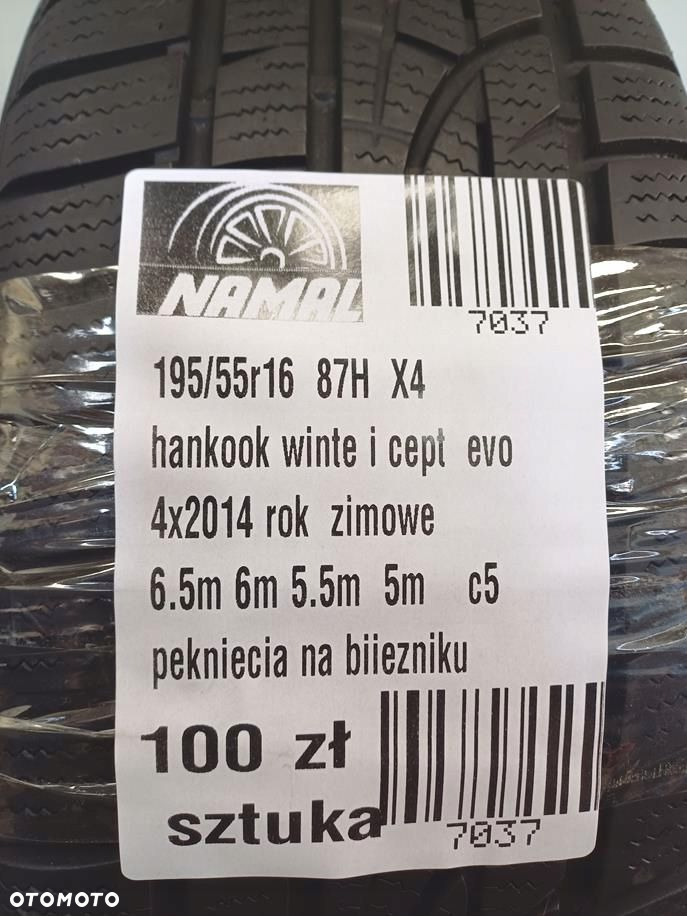 NAMAL
7037
195/55r16 87H X4
hankook winte i cept evo
4x2014 rok zimowe
6.5m 6m 5.5m 5m c5
pekniecia na biiezniku
100 zł
sztuka
7037
OTOMOTO